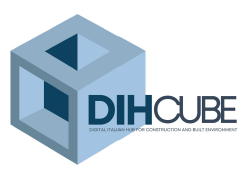 DIHCUBE
DIGITAL ITALIAN HUB FOR CONSTRUCTION AND BUILT ENVIRONMENT